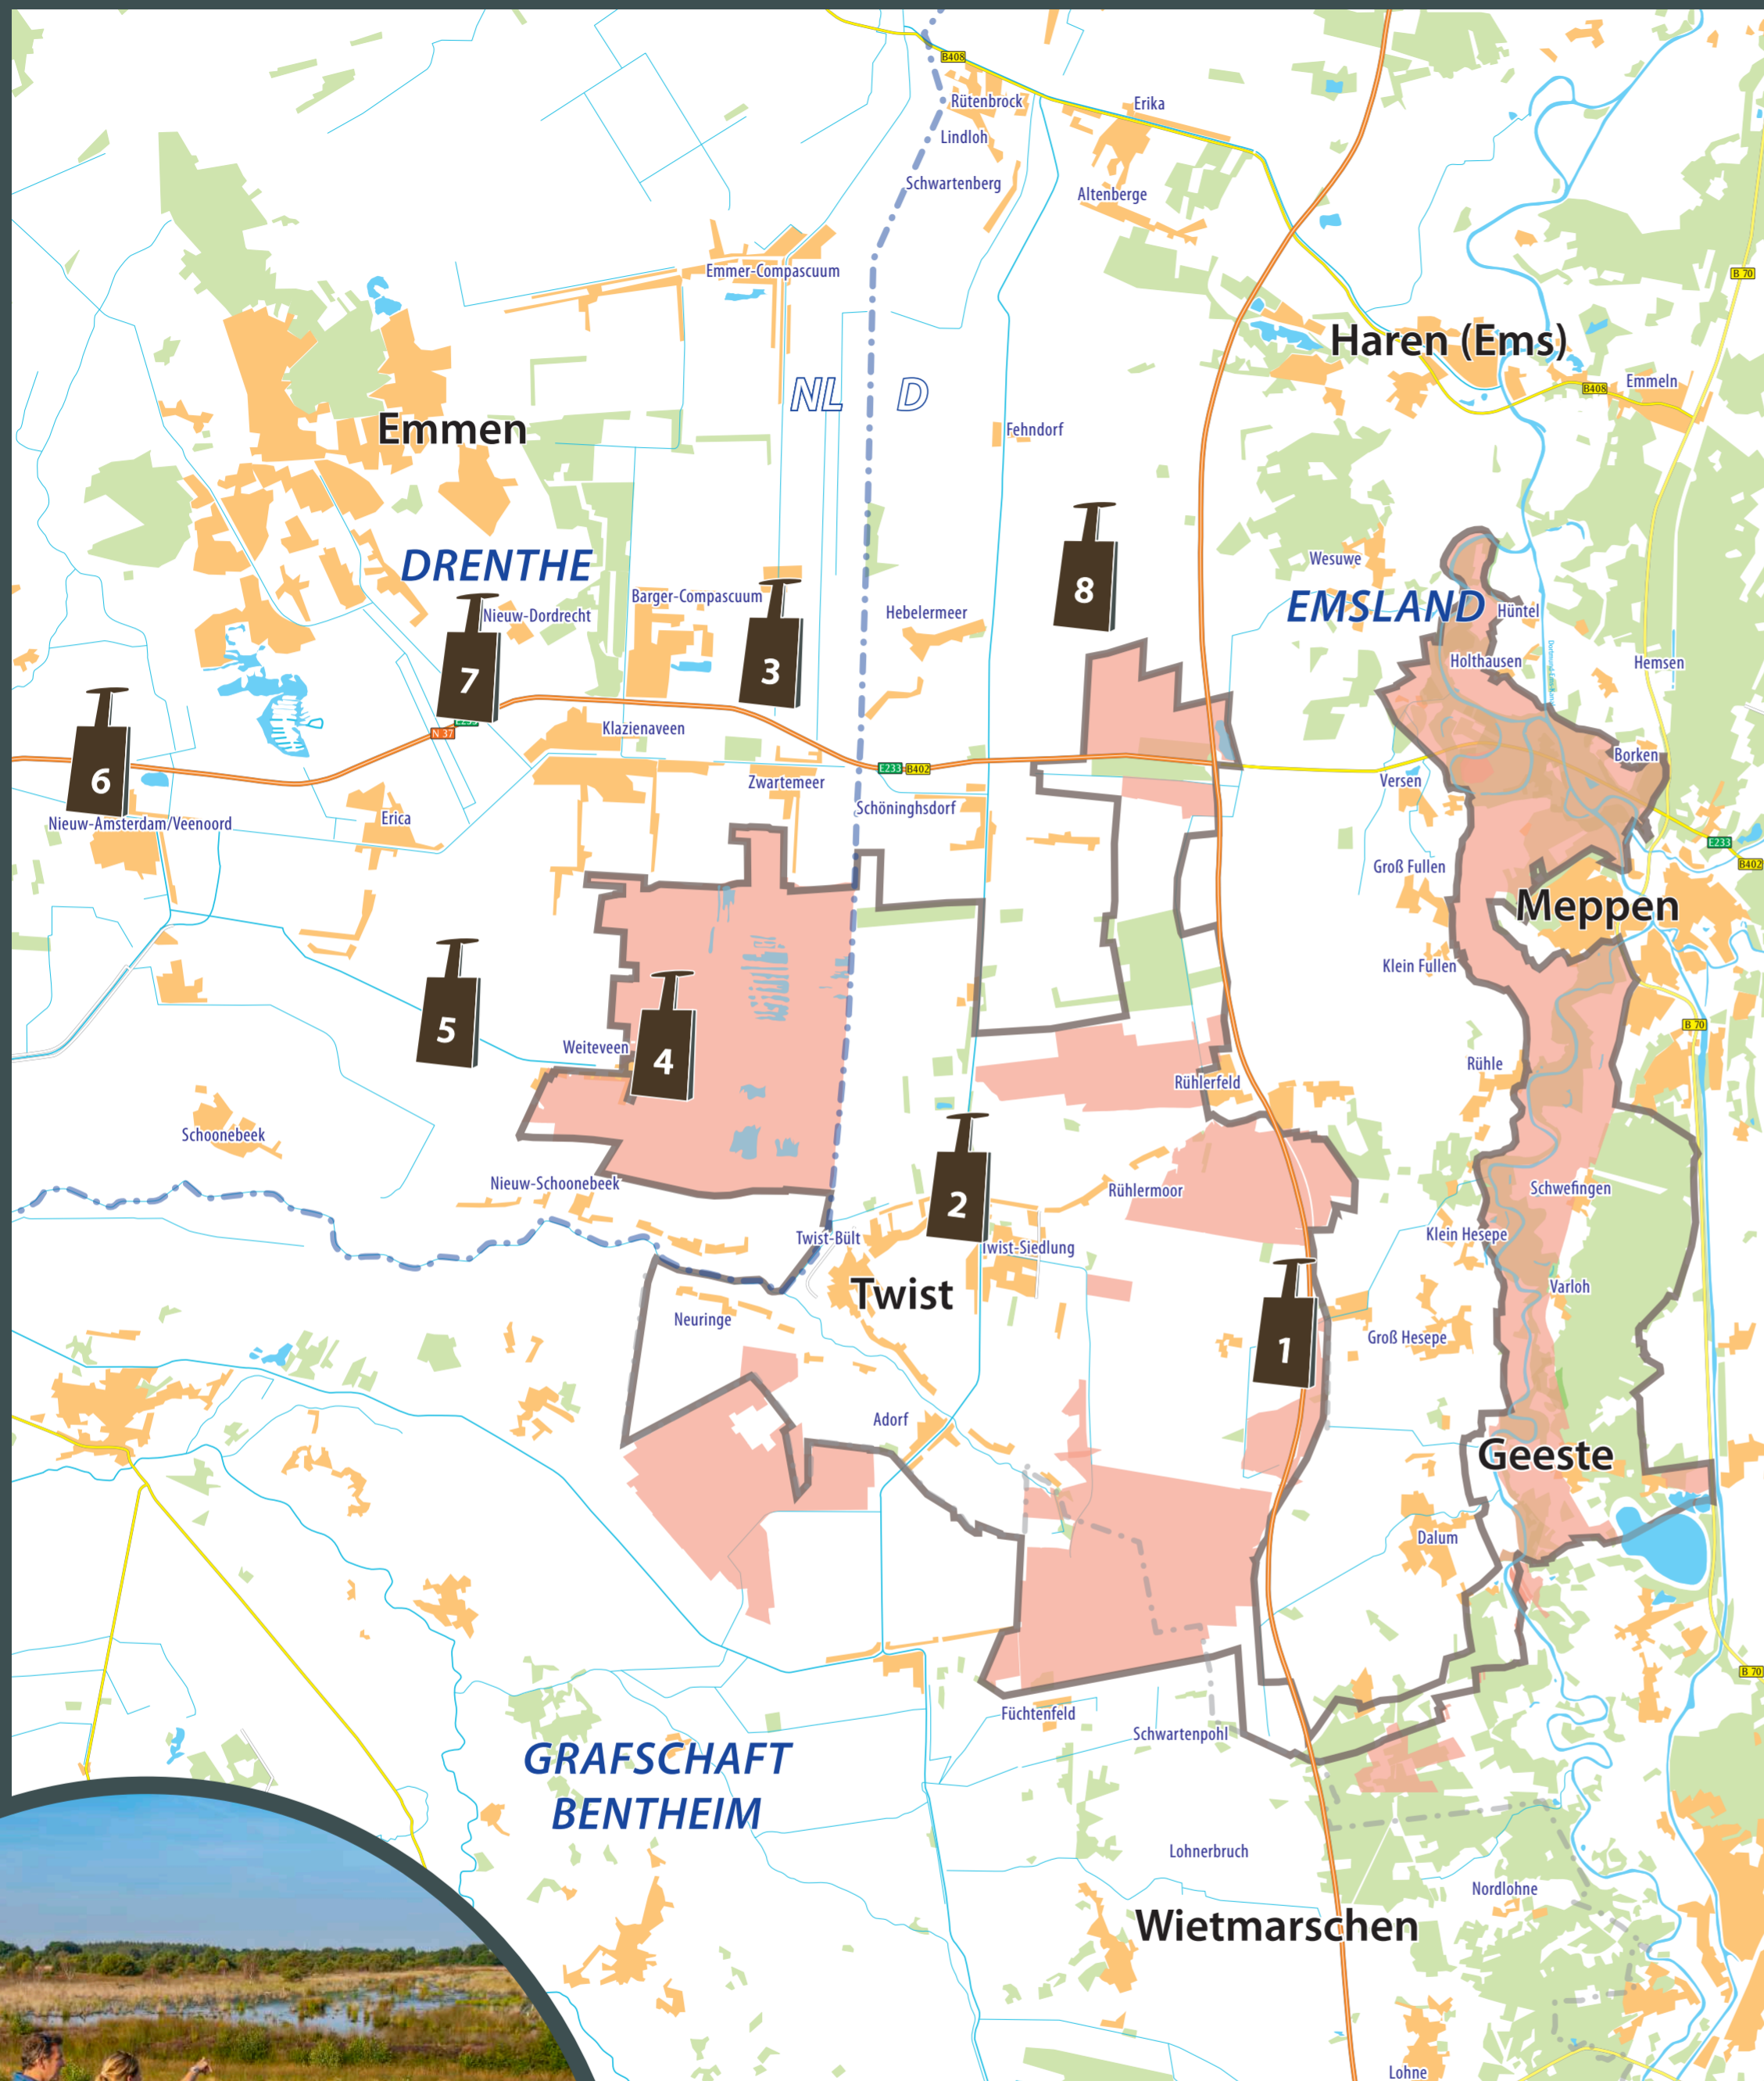 B408
Rütenbrock
Erika
Lindloh
Schwartenberg
Altenberge
Emmer-Compascuum
B 70
Haren (Ems)
NL D
B408
Emmeln
Emmen
Fehndorf
DRENTHE
Wesuwe
8
Barger-Compascuum
EMSLAND
Hüntel
Nieuw-Dordrecht
Hebelermeer
Holthausen
Hemsen
7
3
Klazienaveen
N 37
Borken
6
E233 B402
Zwartemeer
Versen
Schöninghsdorf
Erica
Nieuw-Amsterdam/Veenoord
E233
B402
Groß Fullen
Meppen
Klein Fullen
B 70
5
Weiteveen
4
Rühle
Rühlerfeld
Schoonebeek
Nieuw-Schoonebeek
Rühlermoor
Schwefingen
2
Twist-Bült
Klein Hesepe
Twist-Siedlung
Varloh
Twist
Neuringe
Groß Hesepe
1
Adorf
Geeste
Dalum
B 70
Füchtenfeld
Schwartenpohl
GRAFSCHAFT
BENTHEIM
Lohnerbruch
Nordlohne
Wietmarschen
Lohne